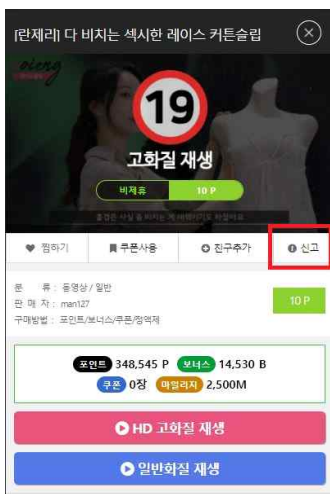 [란제리] 다 비치는 섹시한 레이스 커튼슬립
oieng
19
고화질 재생
비제휴 10 P
찜하기 쿠폰사용 친구추가 신고
분 류 : 동영상 / 일반
판 매 자 : man127
10 P
구매방법 : 포인트/보너스/쿠폰/정액제
포인트 348,545 P 보너스 14,530 B
쿠폰 0장 마일리지 2,500M
HD 고화질 재생
일반화질 재생